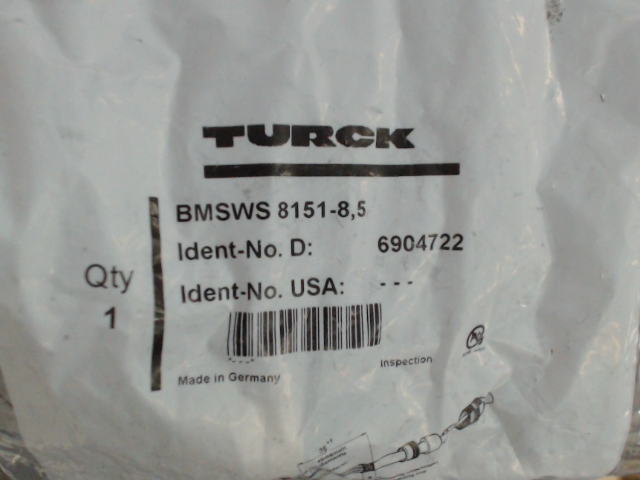 TURCK
BMSWS 8151-8,5
Ident-No. D: 6904722
Ident-No. USA: ---
Qty
1
Inspection
Made in Germany